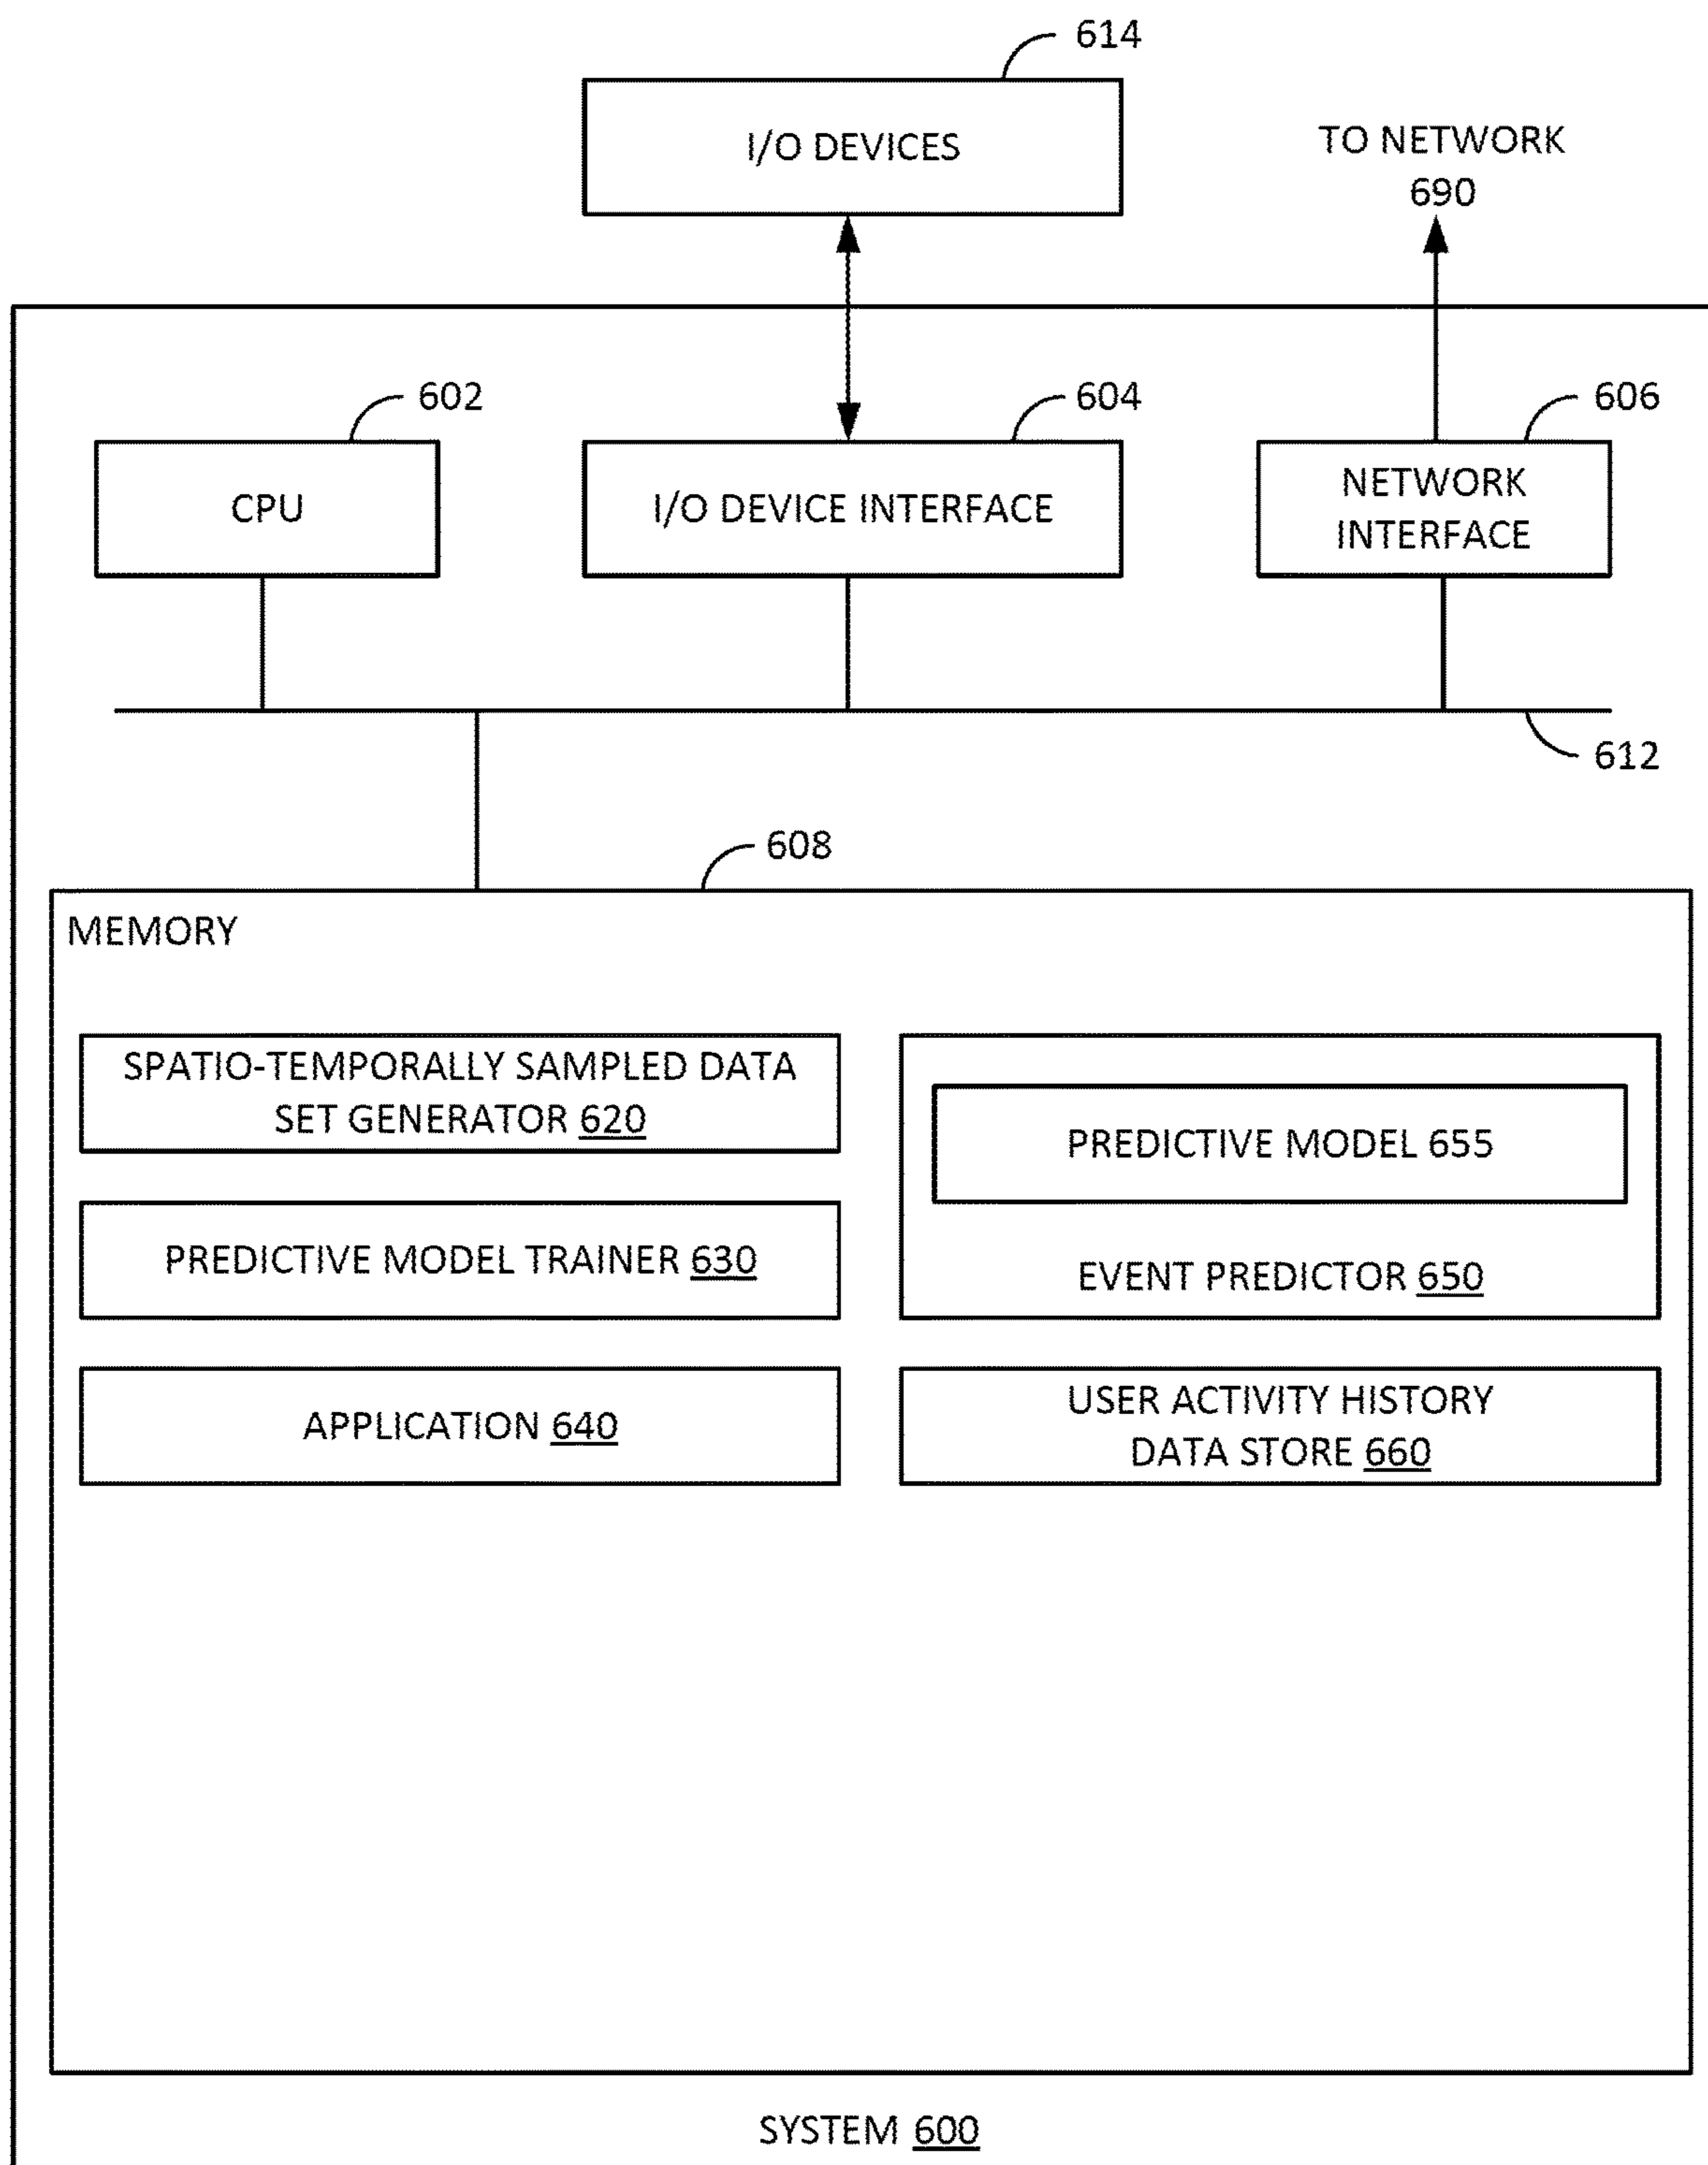 614
I/O DEVICES
TO NETWORK
690
602
604
606
CPU
I/O DEVICE INTERFACE
NETWORK
INTERFACE
612
608
MEMORY
SPATIO-TEMPORALLY SAMPLED DATA
SET GENERATOR 620
PREDICTIVE MODEL 655
PREDICTIVE MODEL TRAINER 630
EVENT PREDICTOR 650
APPLICATION 640
USER ACTIVITY HISTORY
DATA STORE 660
SYSTEM 600